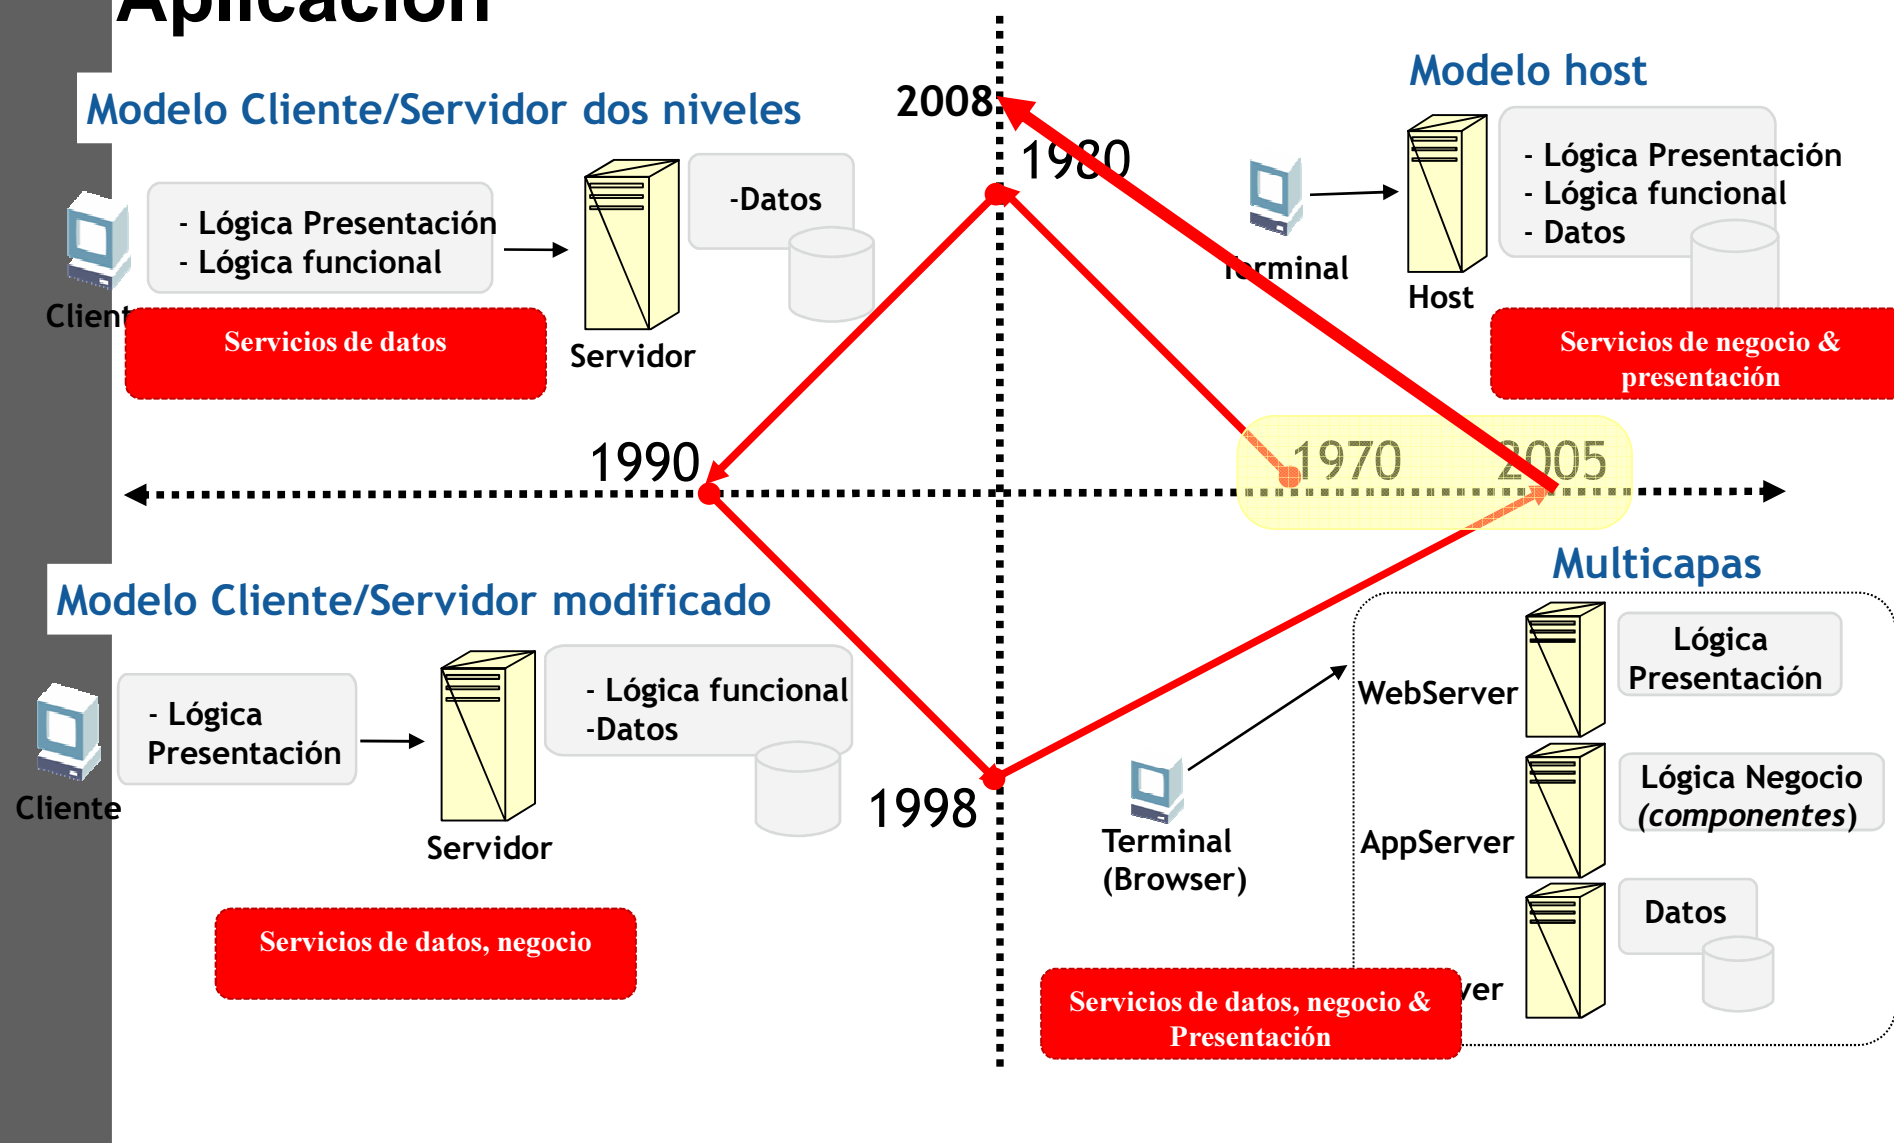 Aplicación
Modelo Cliente/Servidor dos niveles
- Lógica Presentación
- Lógica funcional
-Datos
Client
Servicios de datos
Servidor
2008
1980
Modelo host
- Lógica Presentación
- Lógica funcional
- Datos
Terminal
Host
Servicios de negocio &
presentación
1990
1970
2005
Modelo Cliente/Servidor modificado
- Lógica
Presentación
- Lógica funcional
-Datos
Cliente
Servidor
Servicios de datos, negocio
1998
Multicapas
WebServer
Lógica
Presentación
AppServer
Lógica Negocio
(componentes)
Datos
Terminal
(Browser)
Servicios de datos, negocio &
Presentación
ver